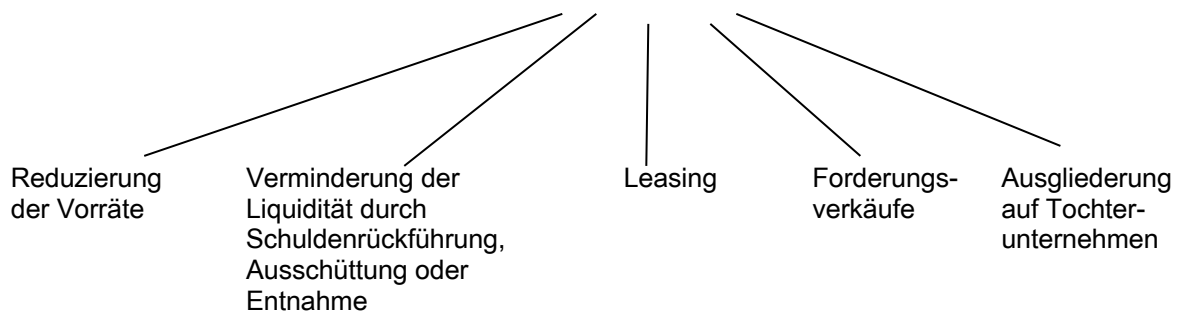 Reduzierung
der Vorräte
Verminderung der
Liquidität durch
Schuldenrückführung,
Ausschüttung oder
Entnahme
Leasing
Forderungs-
verkäufe
Ausgliederung
auf Tochter-
unternehmen